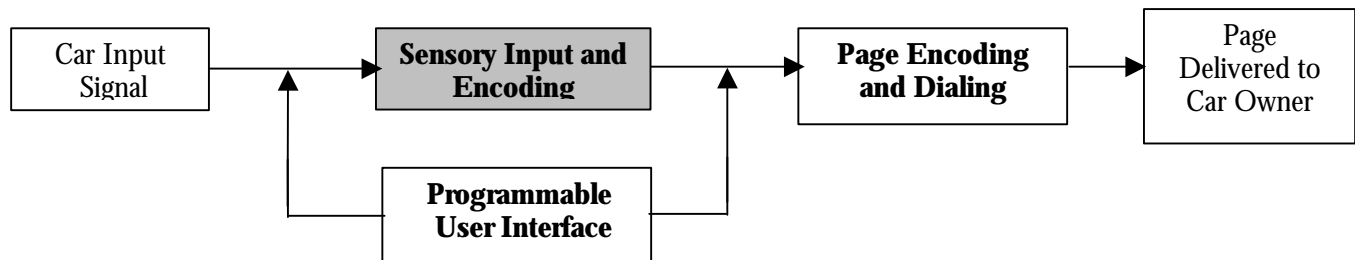 Car Input
Signal
Sensory Input and
Encoding
Page Encoding
and Dialing
Page
Delivered to
Car Owner
Programmable
User Interface